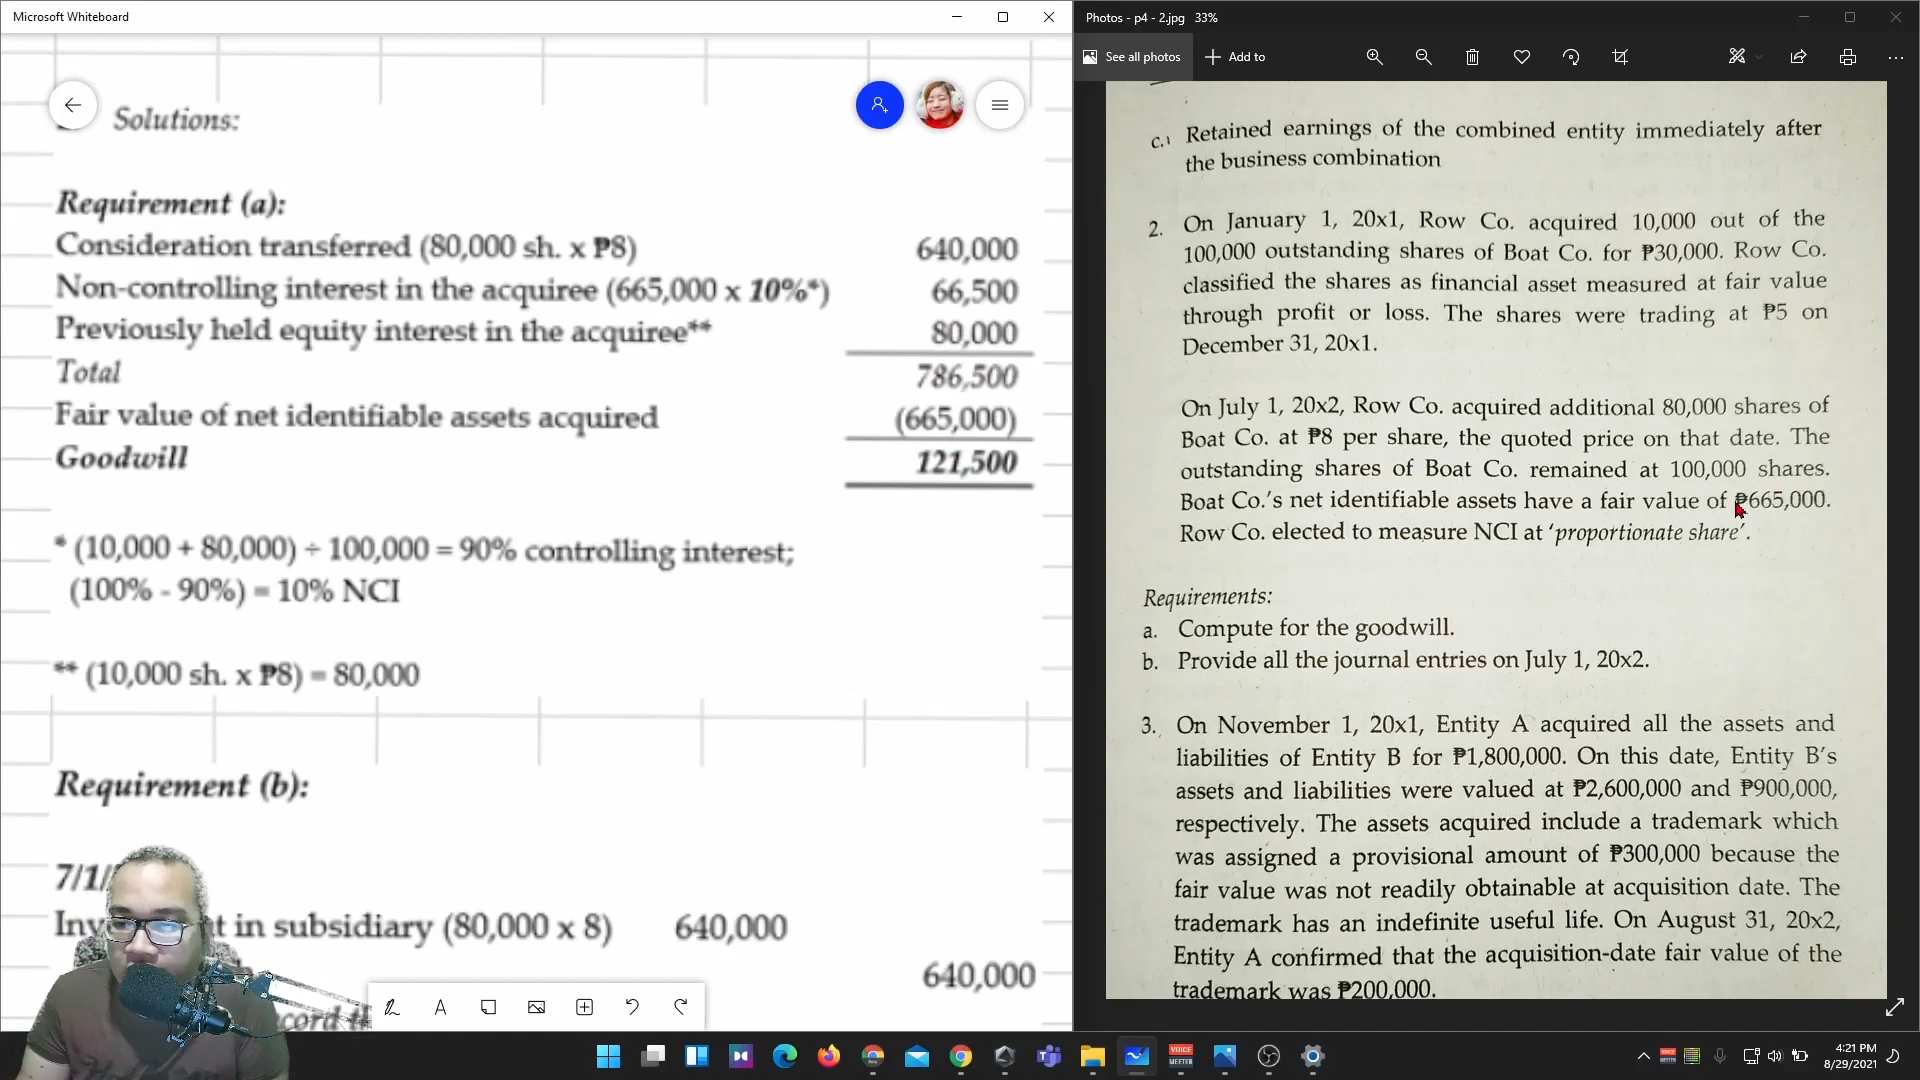 Microsoft Whiteboard
Solutions:
Requirement (a):
Consideration transferred (80,000 sh. x ₱8) 640,000
Non-controlling interest in the acquiree (665,000 x 10%*) 66,500
Previously held equity interest in the acquiree** 80,000
Total 786,500
Fair value of net identifiable assets acquired (665,000)
Goodwill 121,500
* (10,000 + 80,000) ÷ 100,000 = 90% controlling interest;
(100% - 90%) = 10% NCI
** (10,000 sh. x ₱8) = 80,000
Requirement (b):
7/1/
in subsidiary (80,000 x 8) 640,000
640,000
Photos - p4 - 2.jpg 33%
See all photos
Add to
c. Retained earnings of the combined entity immediately after
the business combination
2. On January 1, 20x1, Row Co. acquired 10,000 out of the
100,000 outstanding shares of Boat Co. for ₱30,000. Row Co.
classified the shares as financial asset measured at fair value
through profit or loss. The shares were trading at ₱5 on
December 31, 20x1.
On July 1, 20x2, Row Co. acquired additional 80,000 shares of
Boat Co. at ₱8 per share, the quoted price on that date. The
outstanding shares of Boat Co. remained at 100,000 shares.
Boat Co.'s net identifiable assets have a fair value of ₱665,000.
Row Co. elected to measure NCI at 'proportionate share'.
Requirements:
a. Compute for the goodwill.
b. Provide all the journal entries on July 1, 20x2.
3. On November 1, 20x1, Entity A acquired all the assets and
liabilities of Entity B for ₱1,800,000. On this date, Entity B's
assets and liabilities were valued at ₱2,600,000 and ₱900,000,
respectively. The assets acquired include a trademark which
was assigned a provisional amount of ₱300,000 because the
fair value was not readily obtainable at acquisition date. The
trademark has an indefinite useful life. On August 31, 20x2,
Entity A confirmed that the acquisition-date fair value of the
trademark was ₱200,000.
VOICE
MEETER
4:21 PM
8/29/2021